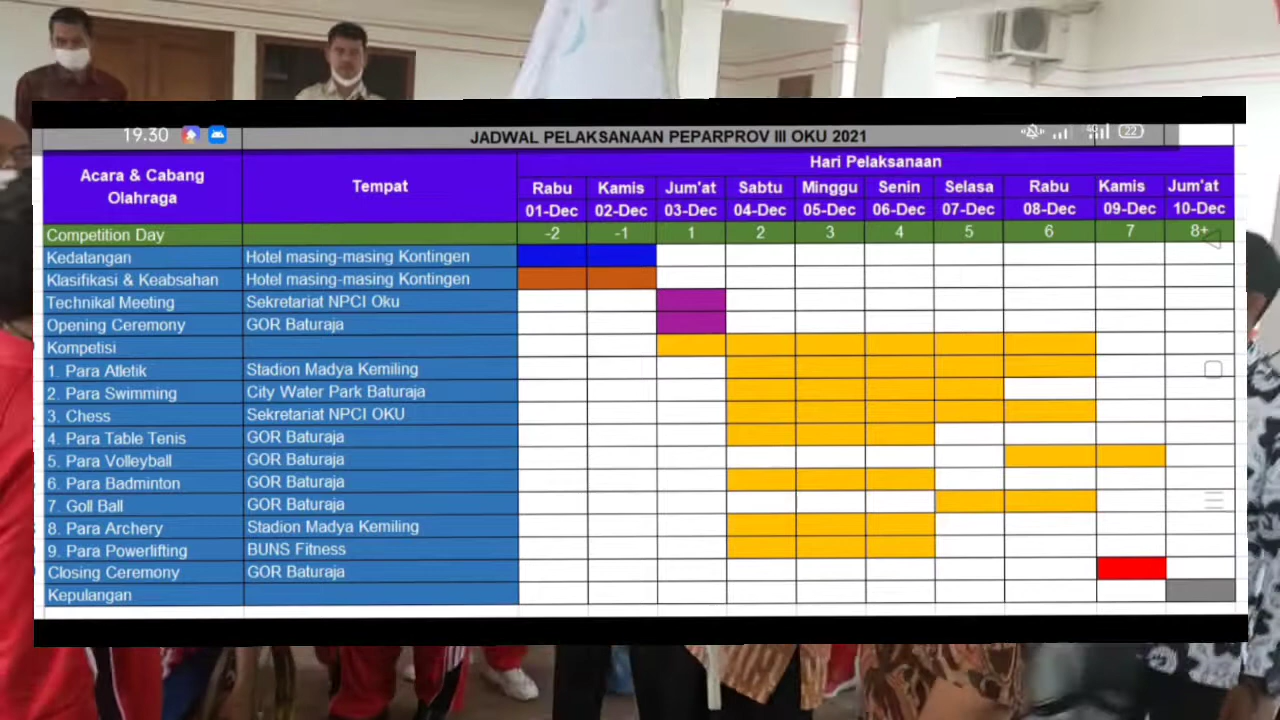 19.30
4G 22
JADWAL PELAKSANAAN PEPARPROV III OKU 2021
Acara & Cabang Olahraga Tempat Hari Pelaksanaan
Rabu Kamis Jum'at Sabtu Minggu Senin Selasa Rabu Kamis Jum'at
01-Dec 02-Dec 03-Dec 04-Dec 05-Dec 06-Dec 07-Dec 08-Dec 09-Dec 10-Dec
Competition Day -2 -1 1 2 3 4 5 6 7 8+
Kedatangan Hotel masing-masing Kontingen
Klasifikasi & Keabsahan Hotel masing-masing Kontingen
Technikal Meeting Sekretariat NPCI Oku
Opening Ceremony GOR Baturaja
Kompetisi
1. Para Atletik Stadion Madya Kemiling
2. Para Swimming City Water Park Baturaja
3. Chess Sekretariat NPCI OKU
4. Para Table Tenis GOR Baturaja
5. Para Volleyball GOR Baturaja
6. Para Badminton GOR Baturaja
7. Goll Ball GOR Baturaja
8. Para Archery Stadion Madya Kemiling
9. Para Powerlifting BUNS Fitness
Closing Ceremony GOR Baturaja
Kepulangan